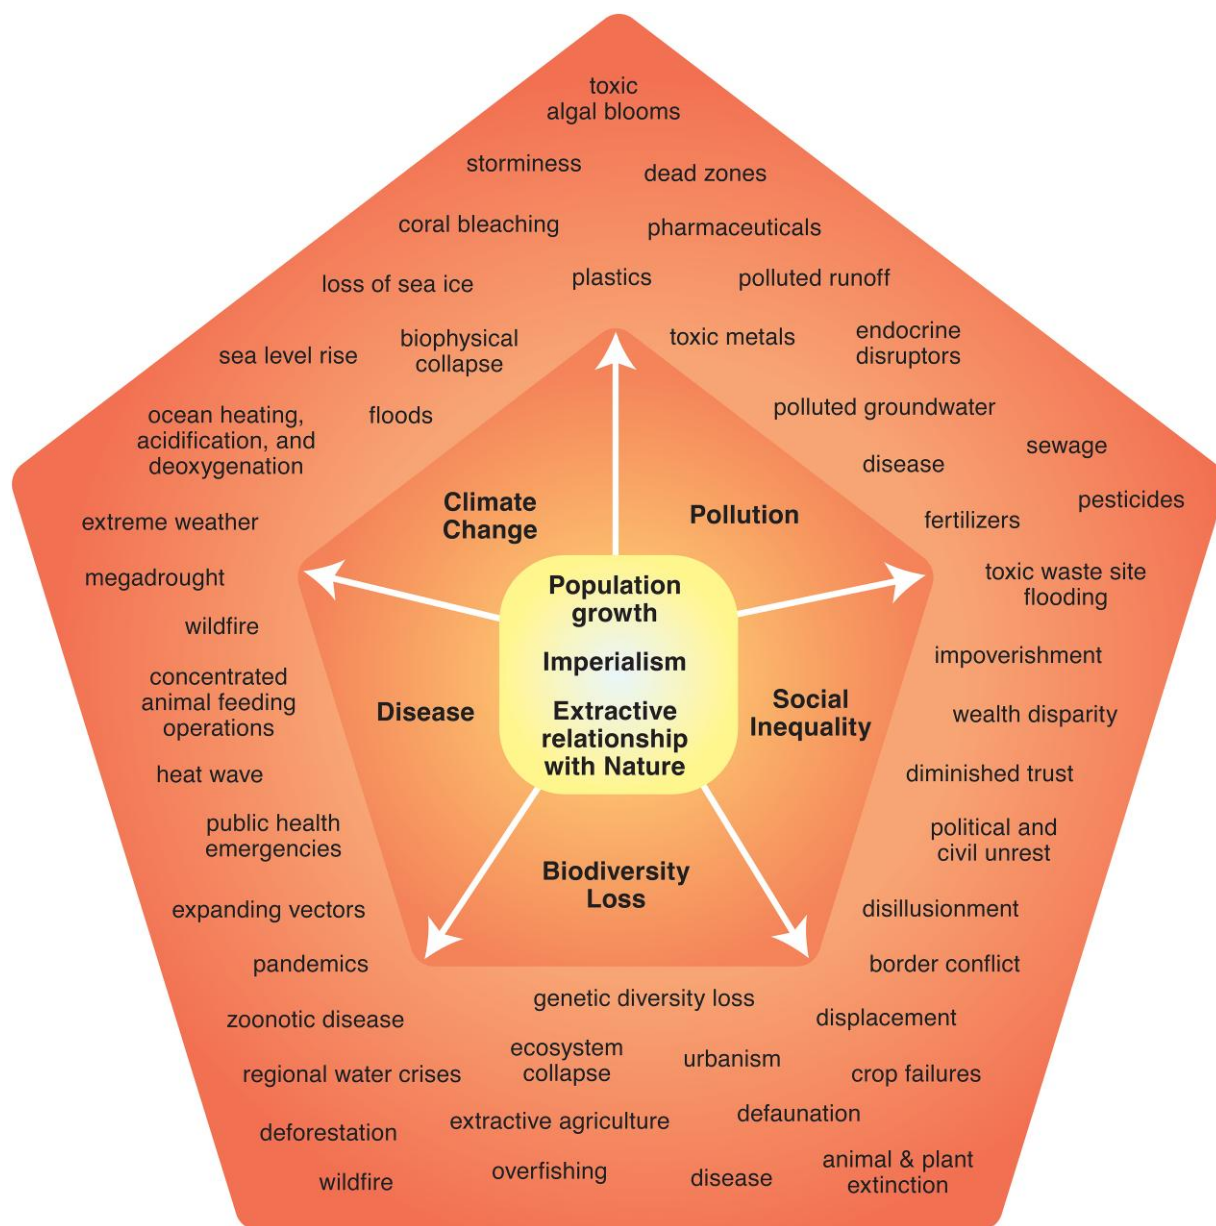 toxic
algal blooms
storminess
dead zones
coral bleaching
pharmaceuticals
loss of sea ice
plastics
polluted runoff
sea level rise
biophysical
collapse
toxic metals
endocrine
disruptors
ocean heating,
acidification, and
deoxygenation
floods
polluted groundwater
sewage
disease
pesticides
extreme weather
Climate
Change
Pollution
fertilizers
megadrought
toxic waste site
flooding
wildfire
Population
growth
Imperialism
Extractive
relationship
with Nature
impoverishment
concentrated
animal feeding
operations
Disease
Social
Inequality
wealth disparity
heat wave
diminished trust
public health
emergencies
political and
civil unrest
Biodiversity
Loss
expanding vectors
disillusionment
pandemics
border conflict
genetic diversity loss
zoonotic disease
displacement
ecosystem
collapse
urbanism
regional water crises
crop failures
extractive agriculture
defaunation
deforestation
overfishing
animal & plant
extinction
wildfire
disease